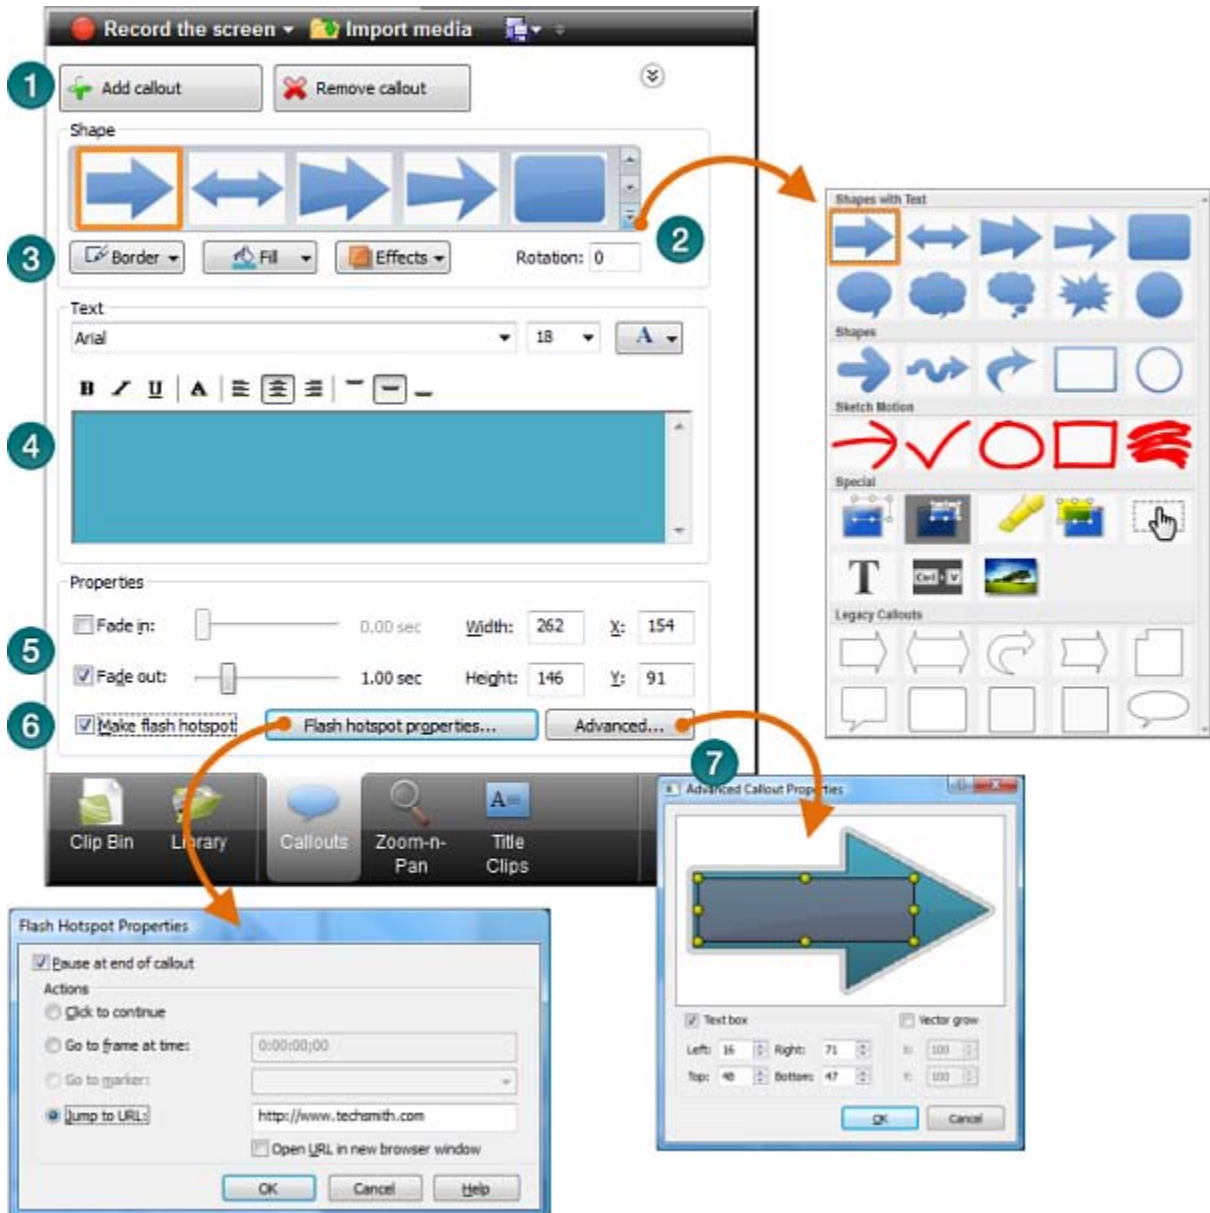 Record the screen
Import media
1
Add callout
Remove callout
Shape
2
3
Border
Fill
Effects
Rotation: 0
Text
Arial
18
A
B I U A
4
Properties
Fade in:
0.00 sec
Width: 262
X: 154
5
Fade out:
1.00 sec
Height: 146
Y: 91
6
Make flash hotspot
Flash hotspot properties...
Advanced...
Clip Bin
Library
Callouts
Zoom-n-
Pan
A
Title
Clips
Shapes with Text
Shapes
Sketch Motion
Special
T
Ctrl + V
Legacy Callouts
7
Advanced Callout Properties
Text box
Vector grow
Left: 16
Right: 71
X: 100
Top: 48
Bottom: 47
Y: 100
OK
Cancel
Flash Hotspot Properties
Pause at end of callout
Actions
Click to continue
Go to frame at time:
0:00:00;00
Go to marker:
Jump to URL:
http://www.techsmith.com
Open URL in new browser window
OK
Cancel
Help